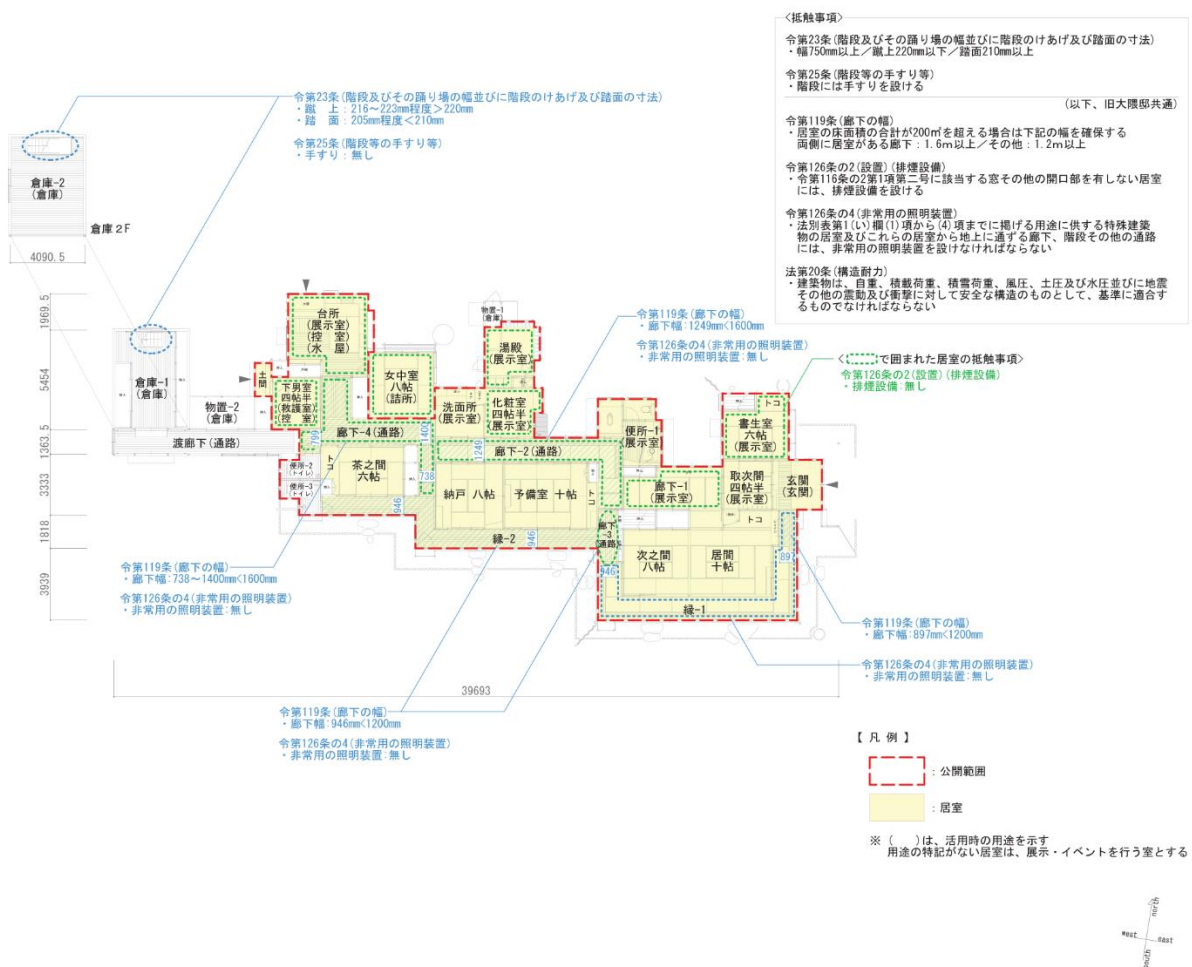 <抵触事項>
令第23条(階段及びその踊り場の幅並びに階段のけあげ及び踏面の寸法)
・幅750mm以上/蹴上220mm以下/踏面210mm以上
令第25条(階段等の手すり等)
・階段には手すりを設ける
(以下、旧大隈邸共通)
令第119条(廊下の幅)
・居室の床面積の合計が200㎡を超える場合は下記の幅を確保する
両側に居室がある廊下:1.6m以上/その他:1.2m以上
令第126条の2(設置)(排煙設備)
・令第116条の2第1項第二号に該当する窓その他の開口部を有しない居室
には、排煙設備を設ける
令第126条の4(非常用の照明装置)
・法別表第1(い)欄(1)項から(4)項までに掲げる用途に供する特殊建築
物の居室及びこれらの居室から地上に通ずる廊下、階段その他の通路
には、非常用の照明装置を設けなければならない
法第20条(構造耐力)
・建築物は、自重、積載荷重、積雪荷重、風圧、土圧及び水圧並びに地震
その他の震動及び衝撃に対して安全な構造のものとして、基準に適合す
るものでなければならない
令第23条(階段及びその踊り場の幅並びに階段のけあげ及び踏面の寸法)
・蹴 上:216~223mm程度>220mm
・踏 面:205mm程度<210mm
令第25条(階段等の手すり等)
・手すり:無し
倉庫-2
(倉庫)
倉庫2F
4090.5
1969.5
5454
1363.5
3333
1818
3939
39693
倉庫-1
(倉庫)
物置-2
(倉庫)
渡廊下(通路)
土間
台所
(展示室)
(控 室)
(水 屋)
下男室
四帖半
(救護室)
(控 室)
女中室
八帖
(詰所)
物置-1
(倉庫)
湯殿
(展示室)
洗面所
(展示室)
化粧室
四帖半
(展示室)
便所-1
(展示室)
書生室
六帖
(展示室)
トコ
廊下-4(通路)
799
1400
1249
738
廊下-2(通路)
廊下-1
(展示室)
取次間
四帖半
(展示室)
玄関
(玄関)
便所-2
(トイレ)
便所-3
(トイレ)
トコ
茶之間
六帖
946
納戸 八帖
予備室 十帖
トコ
縁-2
946
廊下
-3
(通路)
946
次之間
八帖
居間
十帖
トコ
897
縁-1
令第119条(廊下の幅)
・廊下幅:1249mm<1600mm
令第126条の4(非常用の照明装置)
・非常用の照明装置:無し
<で囲まれた居室の抵触事項>
令第126条の2(設置)(排煙設備)
・排煙設備:無し
令第119条(廊下の幅)
・廊下幅:738~1400mm<1600mm
令第126条の4(非常用の照明装置)
・非常用の照明装置:無し
令第119条(廊下の幅)
・廊下幅:946mm<1200mm
令第126条の4(非常用の照明装置)
・非常用の照明装置:無し
令第119条(廊下の幅)
・廊下幅:897mm<1200mm
令第126条の4(非常用の照明装置)
・非常用の照明装置:無し
【 凡 例 】
:公開範囲
:居室
※ ( )は、活用時の用途を示す
用途の特記がない居室は、展示・イベントを行う室とする
north
west
east
south